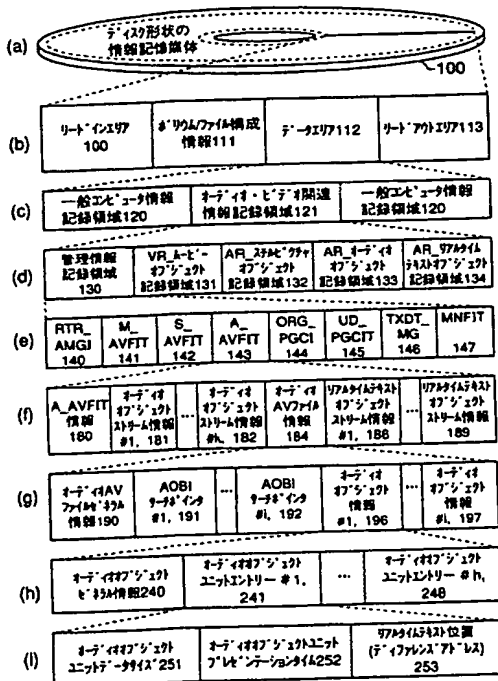 (a)
ディスク形状の
情報記憶媒体
100
(b)
リードインエリア
100
ボリウム/ファイル構成
情報111
データエリア112
リードアウトエリア113
(c)
一般コンピュータ情報
記録領域120
オーディオ・ビデオ関連
情報記録領域121
一般コンピュータ情報
記録領域120
(d)
管理情報
記録領域
130
VR_ムービー
オブジェクト
記録領域131
AR_スチルピクチャ
オブジェクト
記録領域132
AR_オーディオ
オブジェクト
記録領域133
AR_リアルタイム
テキストオブジェクト
記録領域134
(e)
RTR_
AMGI
140
M_
AVFIT
141
S_
AVFIT
142
A_
AVFIT
143
ORG_
PGCI
144
UD_
PGCIT
145
TXDT_
MG
146
MNFIT
147
(f)
A_AVFIT
情報
180
オーディオ
オブジェクト
ストリーム情報
#1, 181
…
オーディオ
オブジェクト
ストリーム情報
#h, 182
オーディオ
AVファイル
情報
184
リアルタイムテキスト
オブジェクト
ストリーム情報
#1, 188
…
リアルタイムテキスト
オブジェクト
ストリーム情報
189
(g)
オーディオAV
ファイルゼネラル
情報190
AOBI
サーチポインタ
#1, 191
…
AOBI
サーチポインタ
#i, 192
オーディオ
オブジェクト
情報
#1, 196
…
オーディオ
オブジェクト
情報
#i, 197
(h)
オーディオオブジェクト
ゼネラル情報240
オーディオオブジェクト
ユニットエントリー #1,
241
…
オーディオオブジェクト
ユニットエントリー #h,
248
(i)
オーディオオブジェクト
ユニットデータサイズ251
オーディオオブジェクトユニット
プレゼンテーションタイム252
リアルタイムテキスト位置
(ディファレンスアドレス)
253